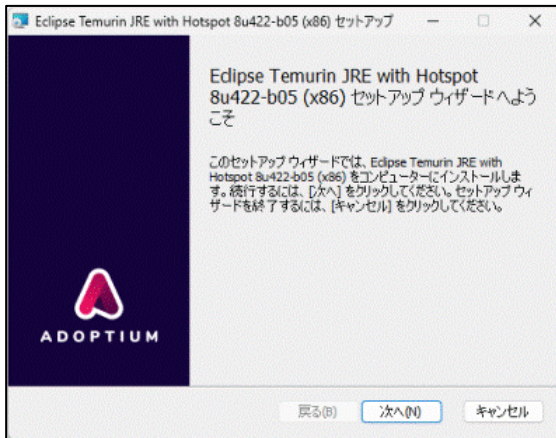 Eclipse Temurin JRE with Hotspot 8u422-b05 (x86) セットアップ
Eclipse Temurin JRE with Hotspot
8u422-b05 (x86) セットアップ ウィザードへよう
こそ
このセットアップ ウィザードでは、Eclipse Temurin JRE with
Hotspot 8u422-b05 (x86) をコンピューターにインストールしま
す。続行するには、[次へ] をクリックしてください。セットアップ ウィ
ザードを終了するには、[キャンセル] をクリックしてください。
ADOPTIUM
戻る(B) 次へ(N) キャンセル